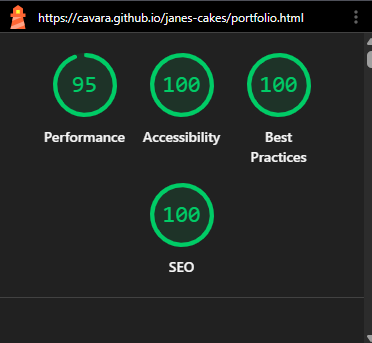 https://cavara.github.io/janes-cakes/portfolio.html
95
100
100
Performance
Accessibility
Best
Practices
100
SEO